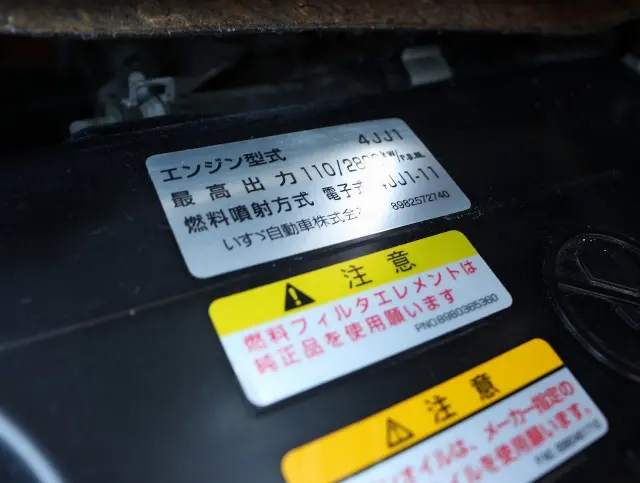 エンジン型式 4JJ1
最高出力 110/2800kW/r.p.m.
燃料噴射方式 電子式 4JJ1-11
いすゞ自動車株式会社 8982572740
注意
燃料フィルタエレメントは
純正品を使用願います
PNO.8980365360
注意
オイルは、メーカー指定の
イルを使用願います。